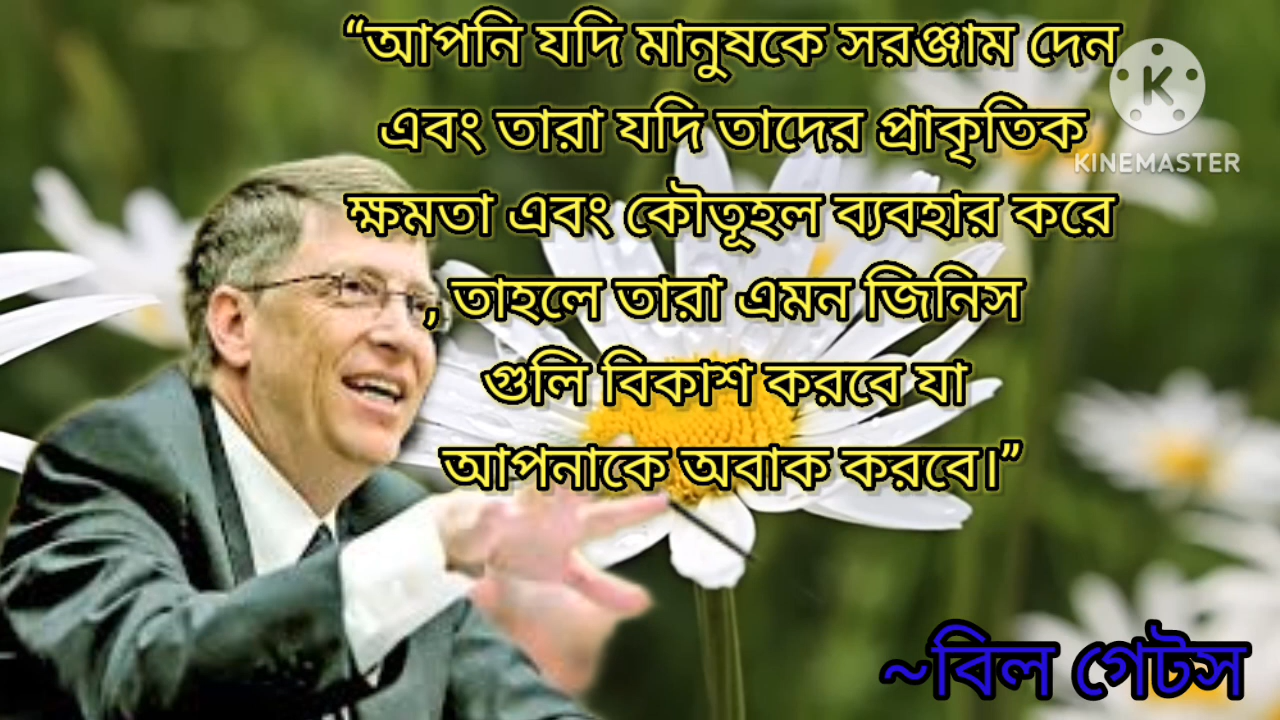 “আপনি যদি মানুষকে সরঞ্জাম দেন
এবং তারা যদি তাদের প্রাকৃতিক
ক্ষমতা এবং কৌতূহল ব্যবহার করে
, তাহলে তারা এমন জিনিস
গুলি বিকাশ করবে যা
আপনাকে অবাক করবে।”
~বিল গেটস
K
KINEMASTER